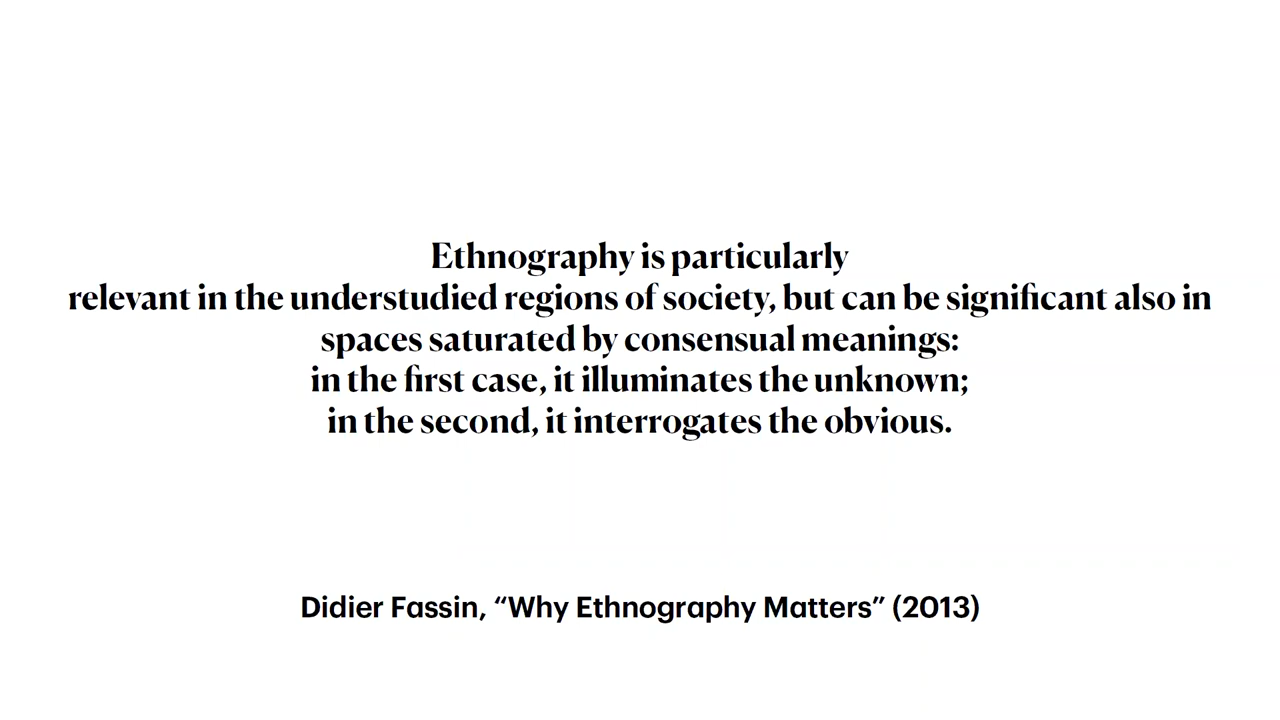 Ethnography is particularly
relevant in the understudied regions of society, but can be significant also in
spaces saturated by consensual meanings:
in the first case, it illuminates the unknown;
in the second, it interrogates the obvious.
Didier Fassin, “Why Ethnography Matters” (2013)